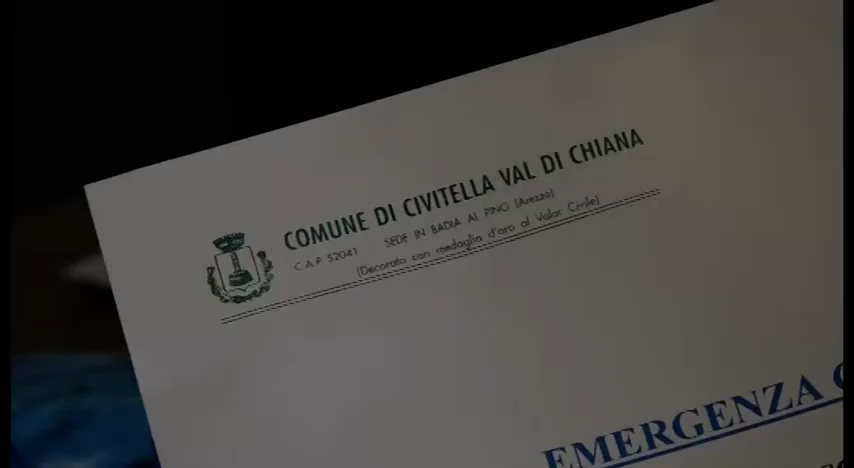 COMUNE DI CIVITELLA VAL DI CHIANA
C.A.P 52041 SEDE IN BADIA AL PINO (Arezzo)
(Decorato con medaglia d'oro al Valor Civile)
EMERGENZA